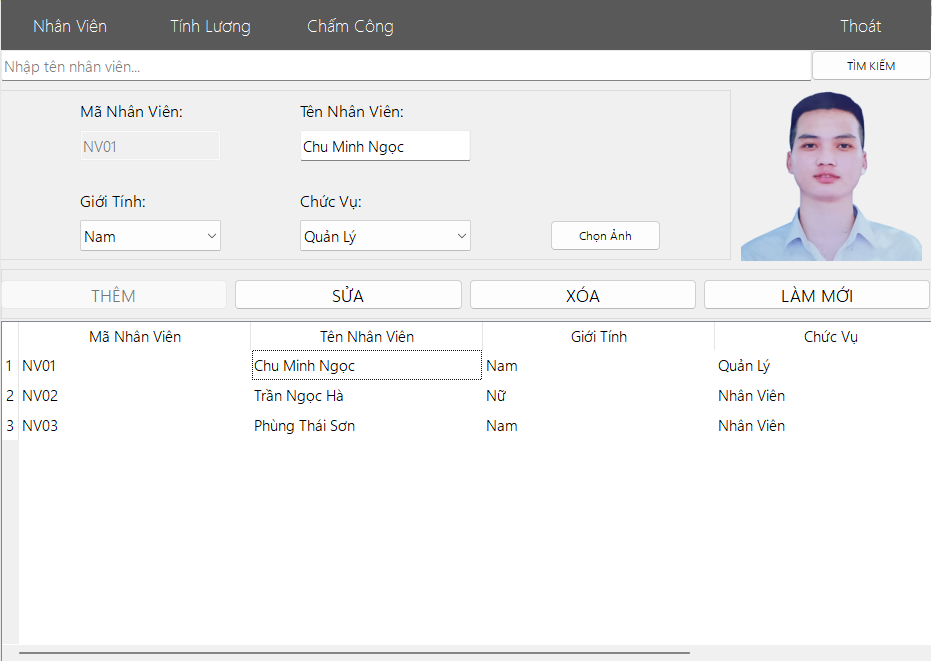 Nhân Viên Tính Lương Chấm Công Thoát
Nhập tên nhân viên... TÌM KIẾM
Mã Nhân Viên: Tên Nhân Viên:
NV01 Chu Minh Ngọc
Giới Tính: Chức Vụ:
Nam Quản Lý Chọn Ảnh
THÊM SỬA XÓA LÀM MỚI
Mã Nhân Viên Tên Nhân Viên Giới Tính Chức Vụ
1 NV01 Chu Minh Ngọc Nam Quản Lý
2 NV02 Trần Ngọc Hà Nữ Nhân Viên
3 NV03 Phùng Thái Sơn Nam Nhân Viên